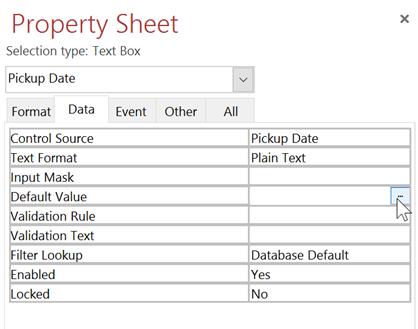 Property Sheet
Selection type: Text Box
Pickup Date
Format Data Event Other All
Control Source Pickup Date
Text Format Plain Text
Input Mask
Default Value ...
Validation Rule
Validation Text
Filter Lookup Database Default
Enabled Yes
Locked No